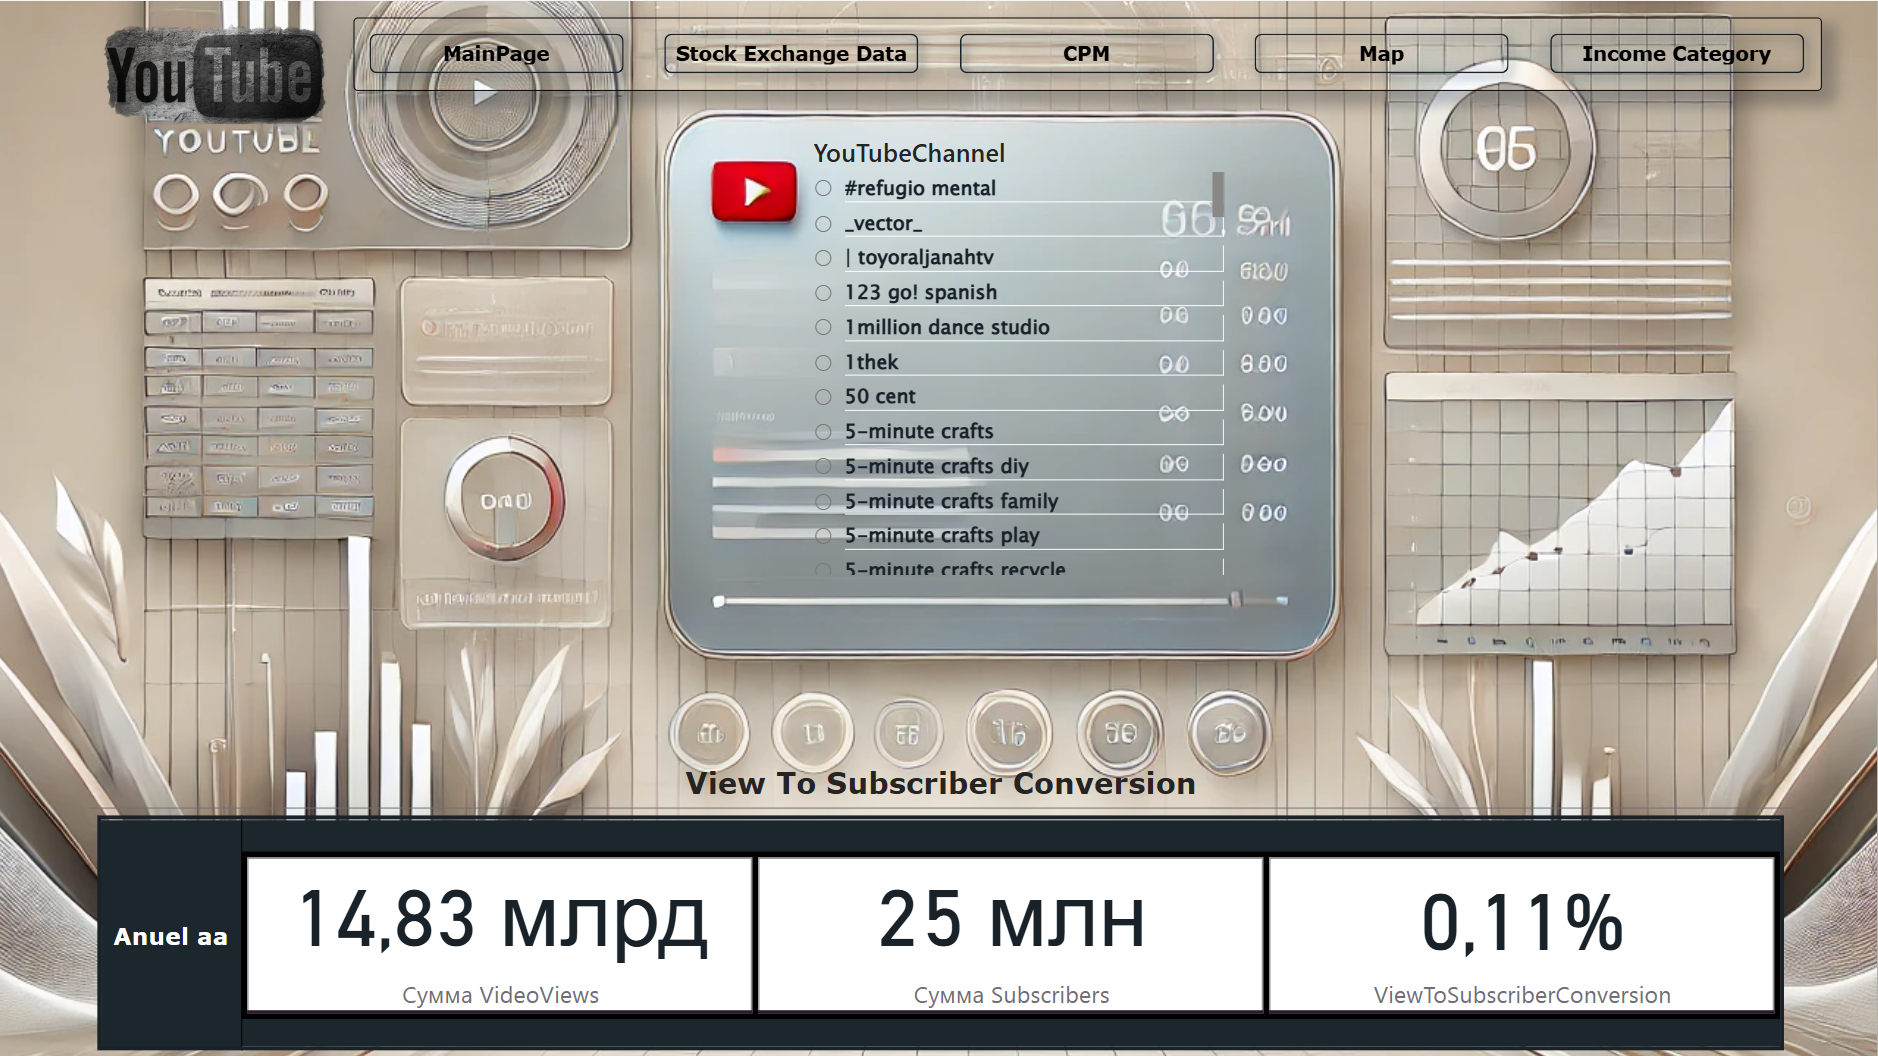 YouTube
MainPage
Stock Exchange Data
CPM
Map
Income Category
YOUTUBE
05
YouTubeChannel
#refugio mental
_vector_
| toyoraljanahtv
123 go! spanish
1million dance studio
1thek
50 cent
5-minute crafts
5-minute crafts diy
5-minute crafts family
5-minute crafts play
5-minute crafts recycle
View To Subscriber Conversion
Anuel aa
14,83 млрд
Сумма VideoViews
25 млн
Сумма Subscribers
0,11%
ViewToSubscriberConversion